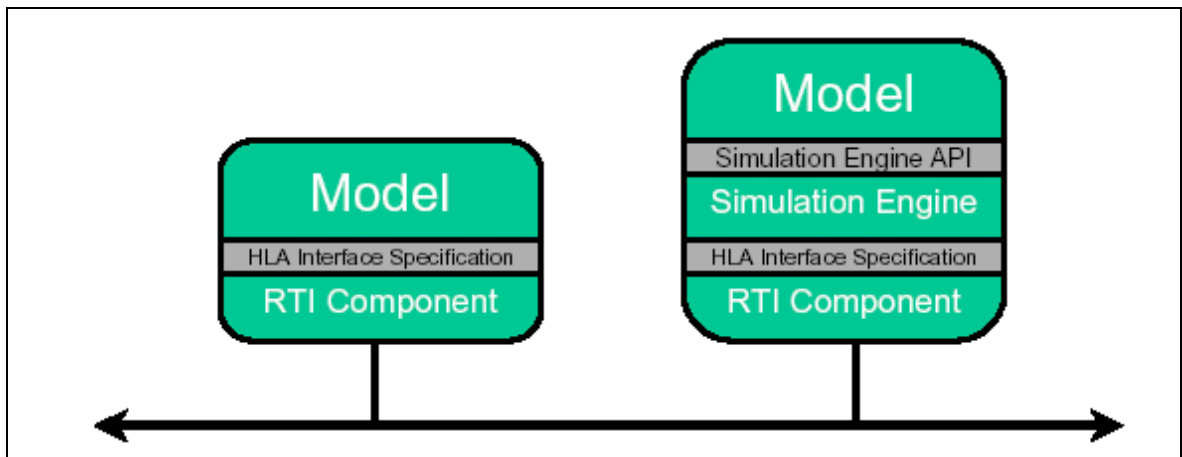 Model
HLA Interface Specification
RTI Component
Model
Simulation Engine API
Simulation Engine
HLA Interface Specification
RTI Component